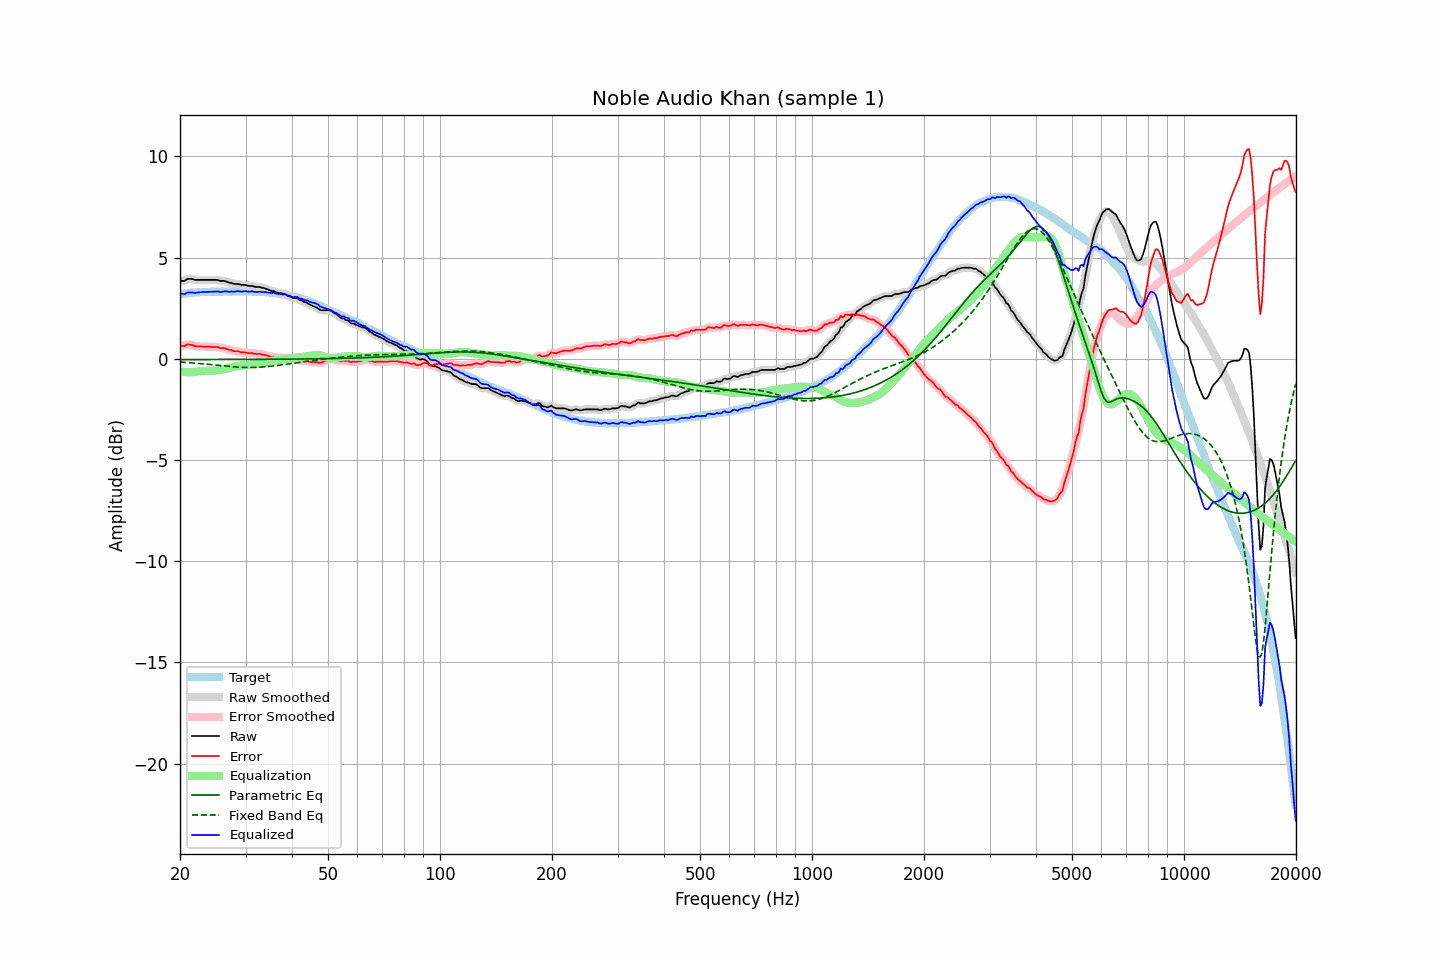 Noble Audio Khan (sample 1)
10
5
0
−5
−10
−15
−20
Amplitude (dBr)
Target
Raw Smoothed
Error Smoothed
Raw
Error
Equalization
Parametric Eq
Fixed Band Eq
Equalized
20 50 100 200 500 1000 2000 5000 10000 20000
Frequency (Hz)